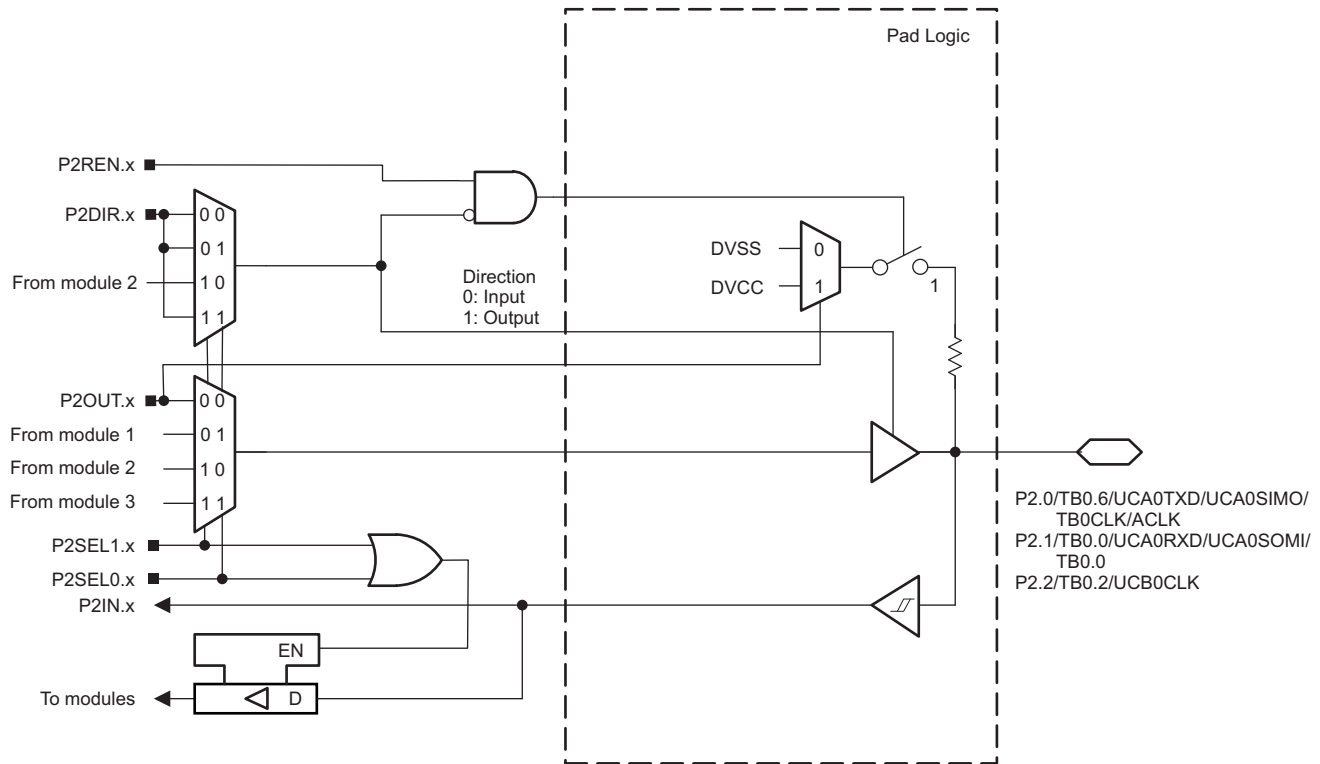 Pad Logic
P2REN.x
P2DIR.x
0 0
0 1
From module 2
1 0
1 1
Direction
0: Input
1: Output
DVSS
0
DVCC
1
1
P2OUT.x
0 0
From module 1
0 1
From module 2
1 0
From module 3
1 1
P2SEL1.x
P2SEL0.x
P2IN.x
EN
To modules
D
P2.0/TB0.6/UCA0TXD/UCA0SIMO/
TB0CLK/ACLK
P2.1/TB0.0/UCA0RXD/UCA0SOMI/
TB0.0
P2.2/TB0.2/UCB0CLK